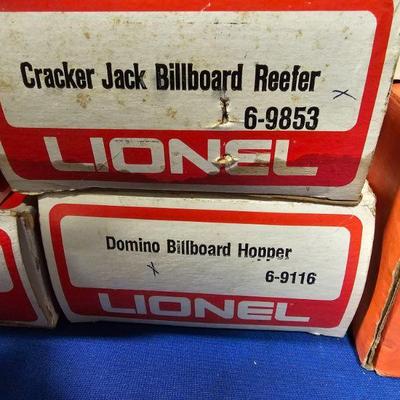 Cracker Jack Billboard Reefer
6-9853
LIONEL
Domino Billboard Hopper
6-9116
LIONEL